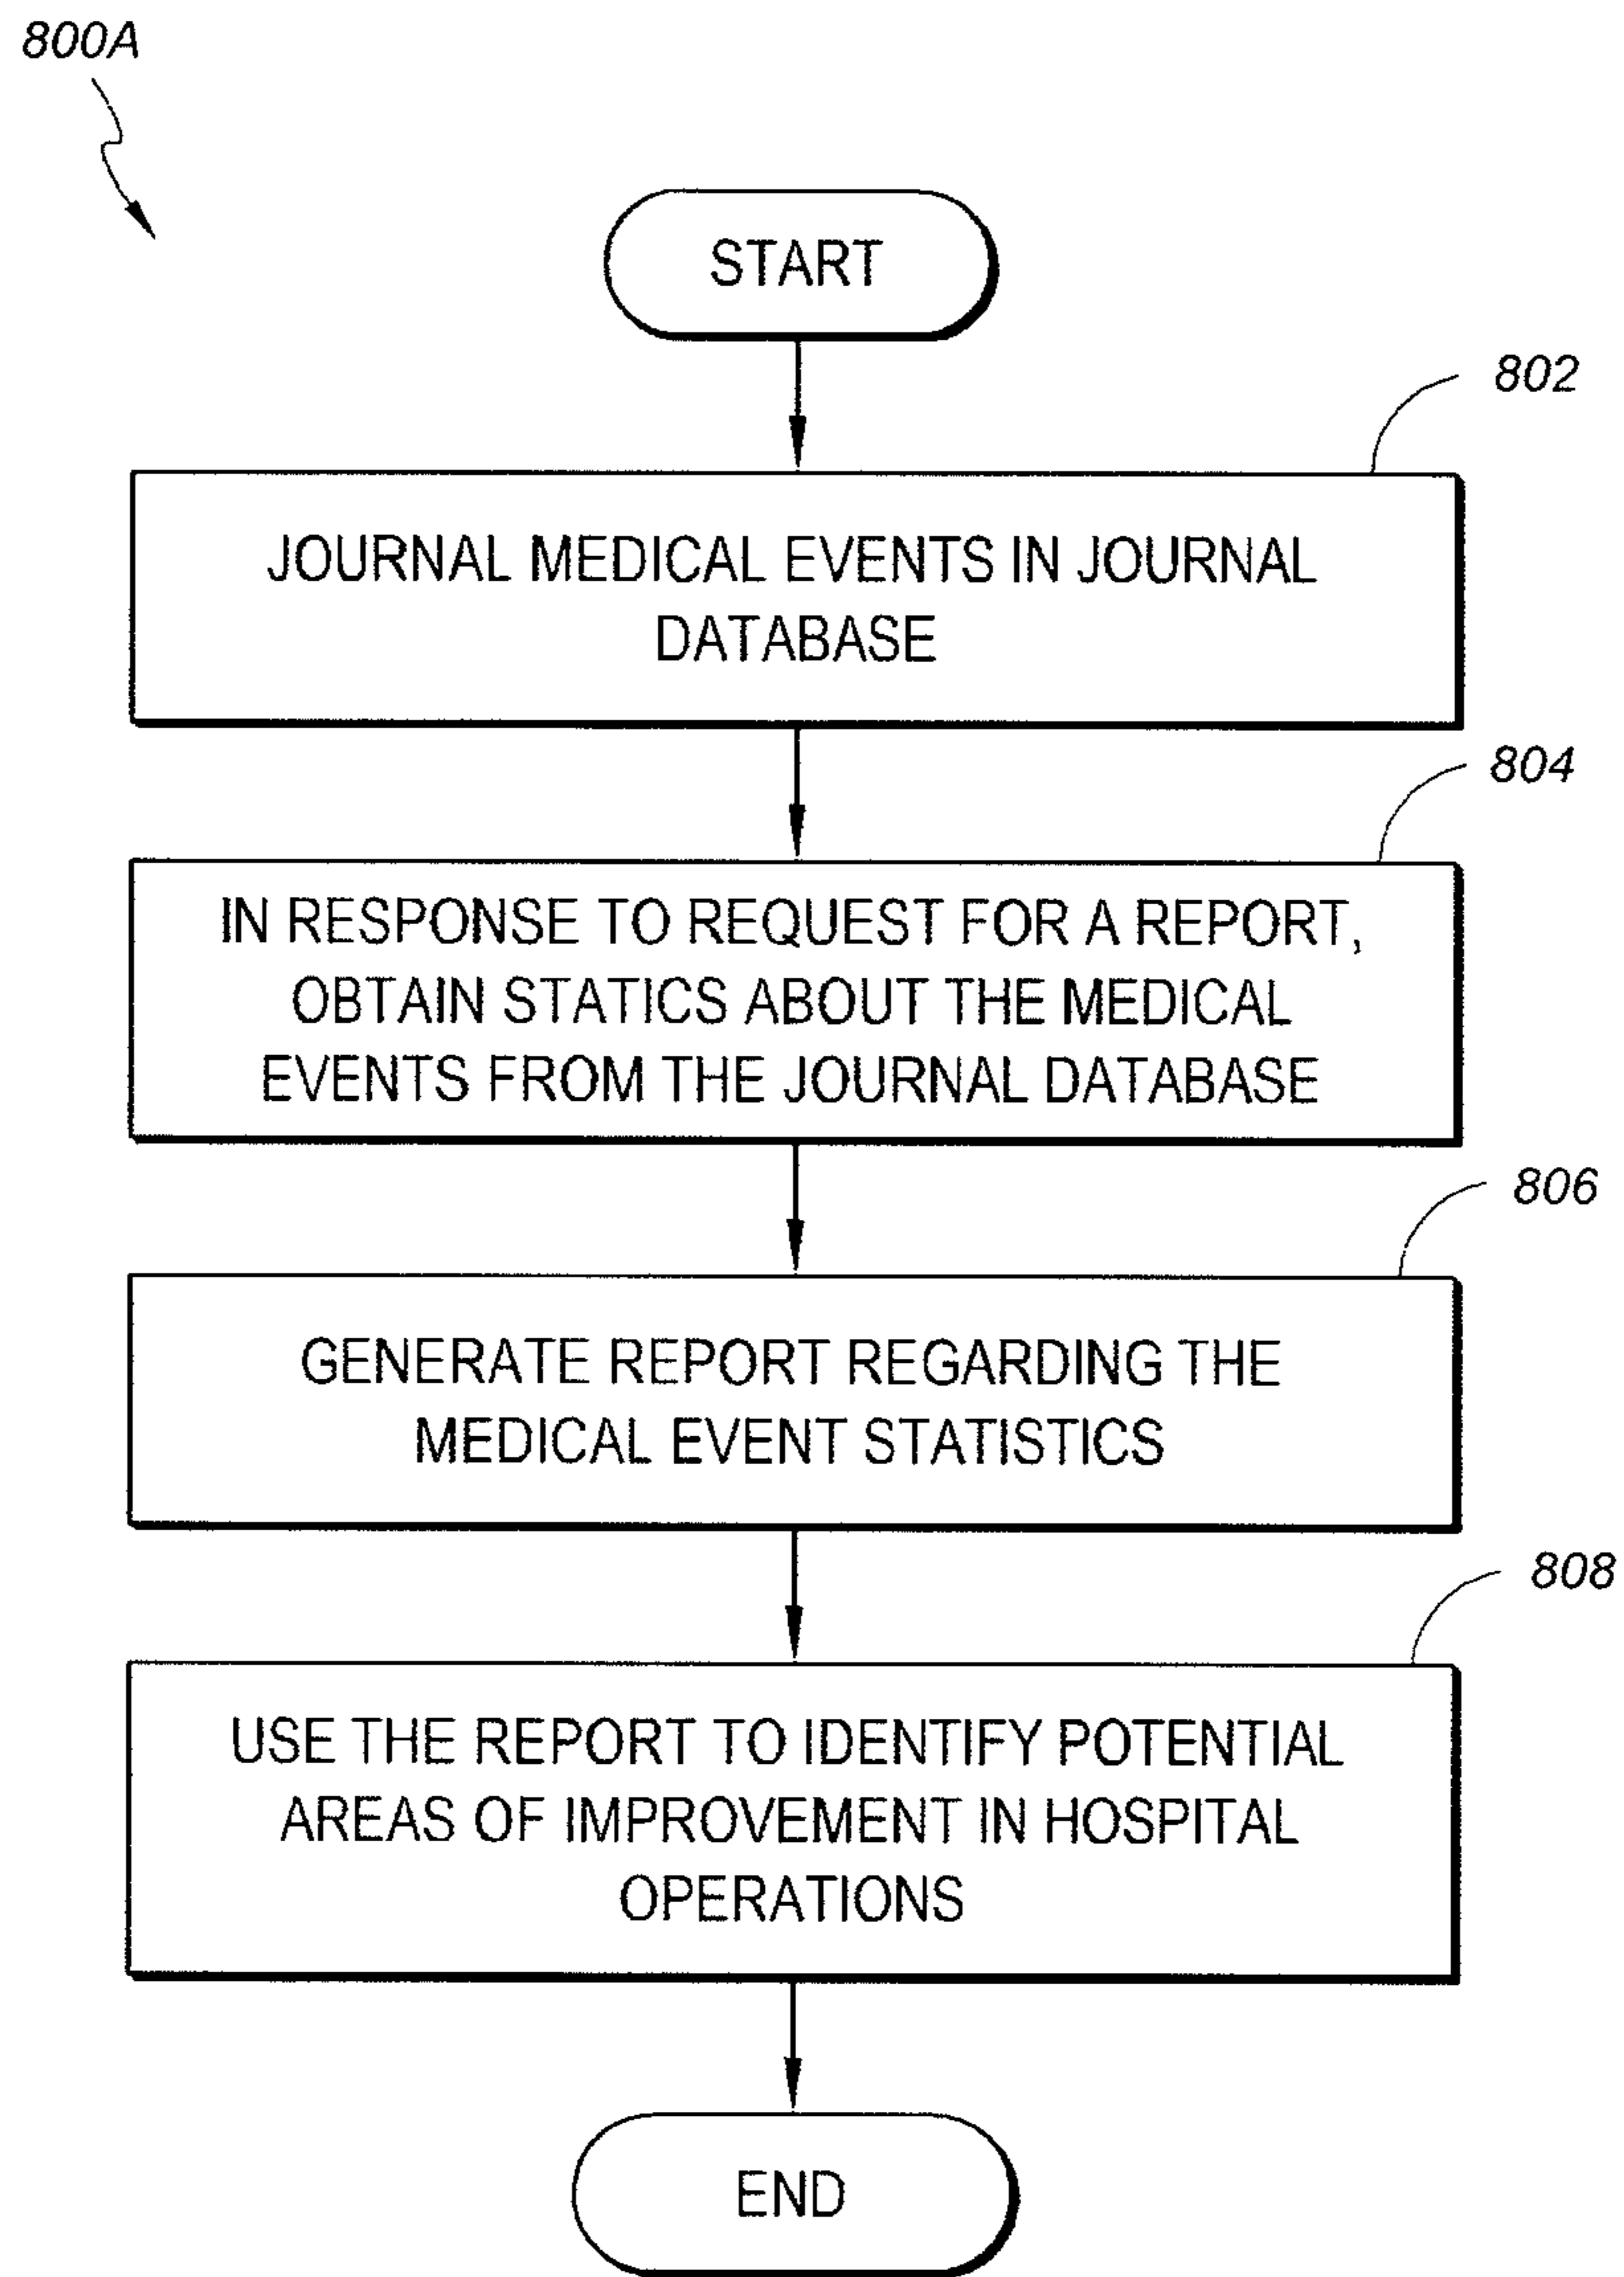 800A
START
802
JOURNAL MEDICAL EVENTS IN JOURNAL
DATABASE
804
IN RESPONSE TO REQUEST FOR A REPORT,
OBTAIN STATICS ABOUT THE MEDICAL
EVENTS FROM THE JOURNAL DATABASE
806
GENERATE REPORT REGARDING THE
MEDICAL EVENT STATISTICS
808
USE THE REPORT TO IDENTIFY POTENTIAL
AREAS OF IMPROVEMENT IN HOSPITAL
OPERATIONS
END